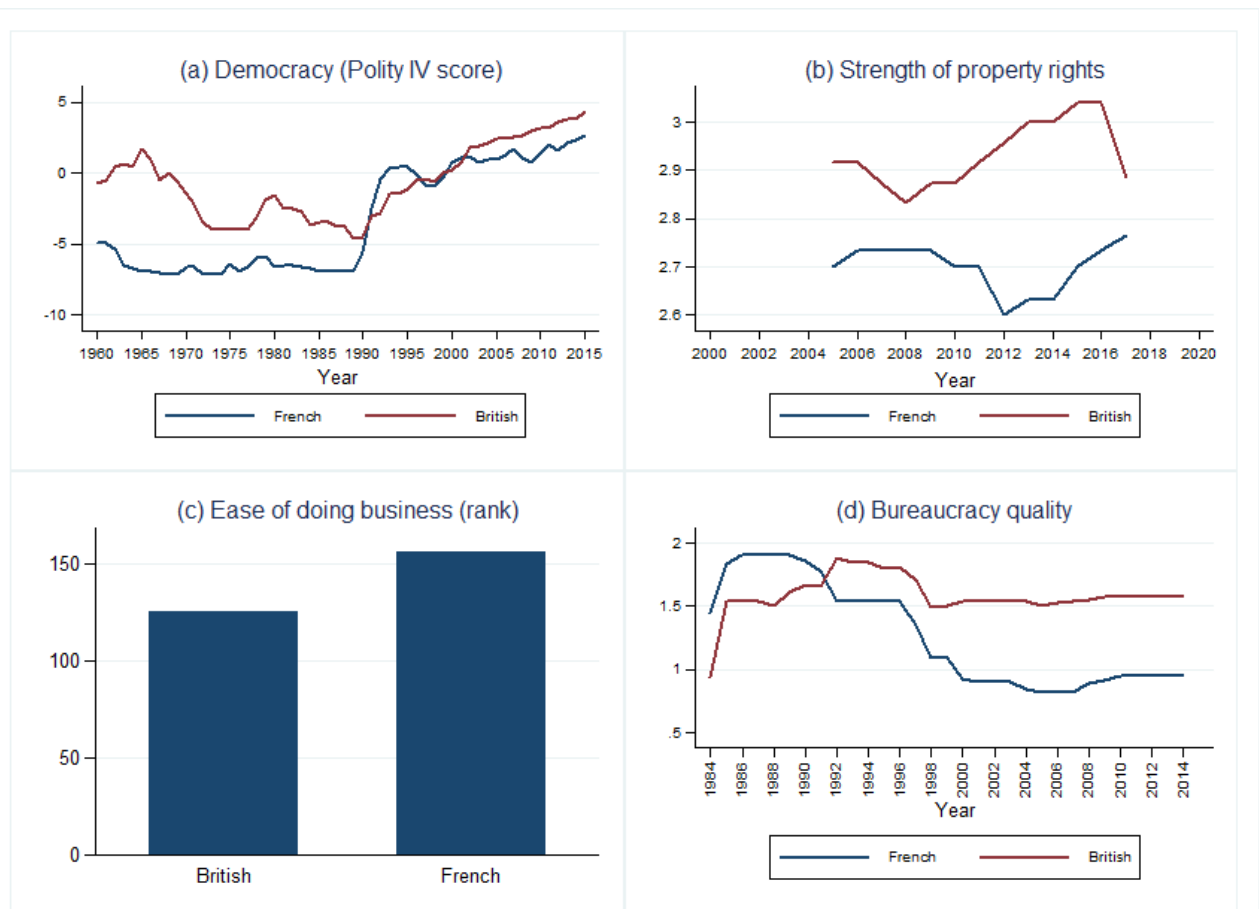 (a) Democracy (Polity IV score)
5
0
-5
-10
1960 1965 1970 1975 1980 1985 1990 1995 2000 2005 2010 2015
Year
French British
(b) Strength of property rights
3
2.9
2.8
2.7
2.6
2000 2002 2004 2006 2008 2010 2012 2014 2016 2018 2020
Year
French British
(c) Ease of doing business (rank)
150
100
50
0
British French
(d) Bureaucracy quality
2
1.5
1
.5
1984 1986 1988 1990 1992 1994 1996 1998 2000 2002 2004 2006 2008 2010 2012 2014
Year
French British